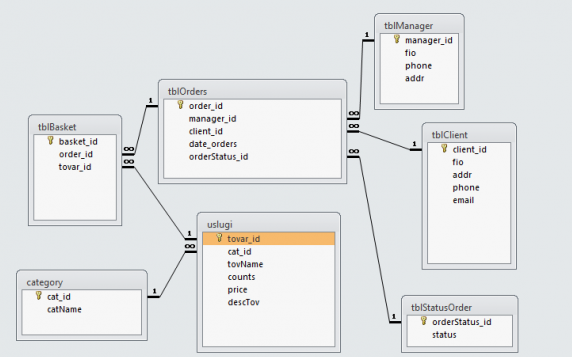 tblManager
manager_id
fio
phone
addr
tblOrders
order_id
manager_id
client_id
date_orders
orderStatus_id
tblBasket
basket_id
order_id
tovar_id
tblClient
client_id
fio
addr
phone
email
uslugi
tovar_id
cat_id
tovName
counts
price
descTov
category
cat_id
catName
tblStatusOrder
orderStatus_id
status
1
∞
1
∞
∞
1
∞
∞
1
∞
1
1